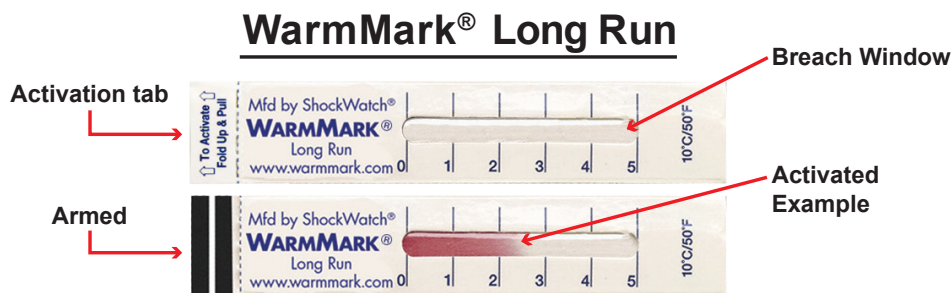 WarmMark® Long Run
Breach Window
Activation tab
To Activate
Fold Up & Pull
Mfd by ShockWatch®
WARMMARK®
Long Run
www.warmmark.com 0 1 2 3 4 5
10°C/50°F
Activated
Example
Armed
Mfd by ShockWatch®
WARMMARK®
Long Run
www.warmmark.com 0 1 2 3 4 5
10°C/50°F